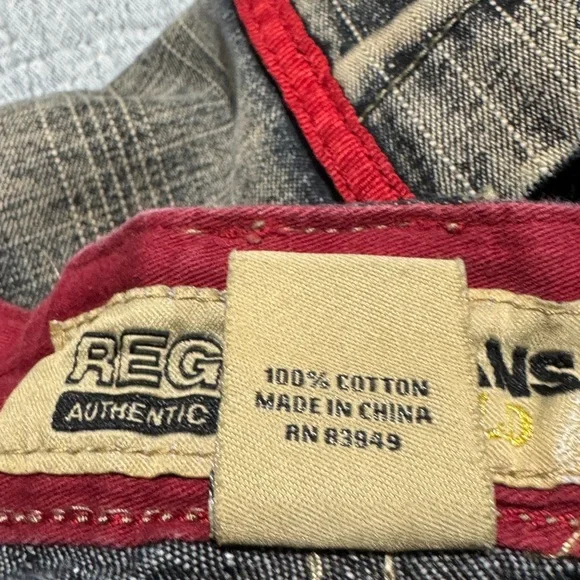 REG
ANS
AUTHENTIC
100% COTTON
MADE IN CHINA
RN 83949